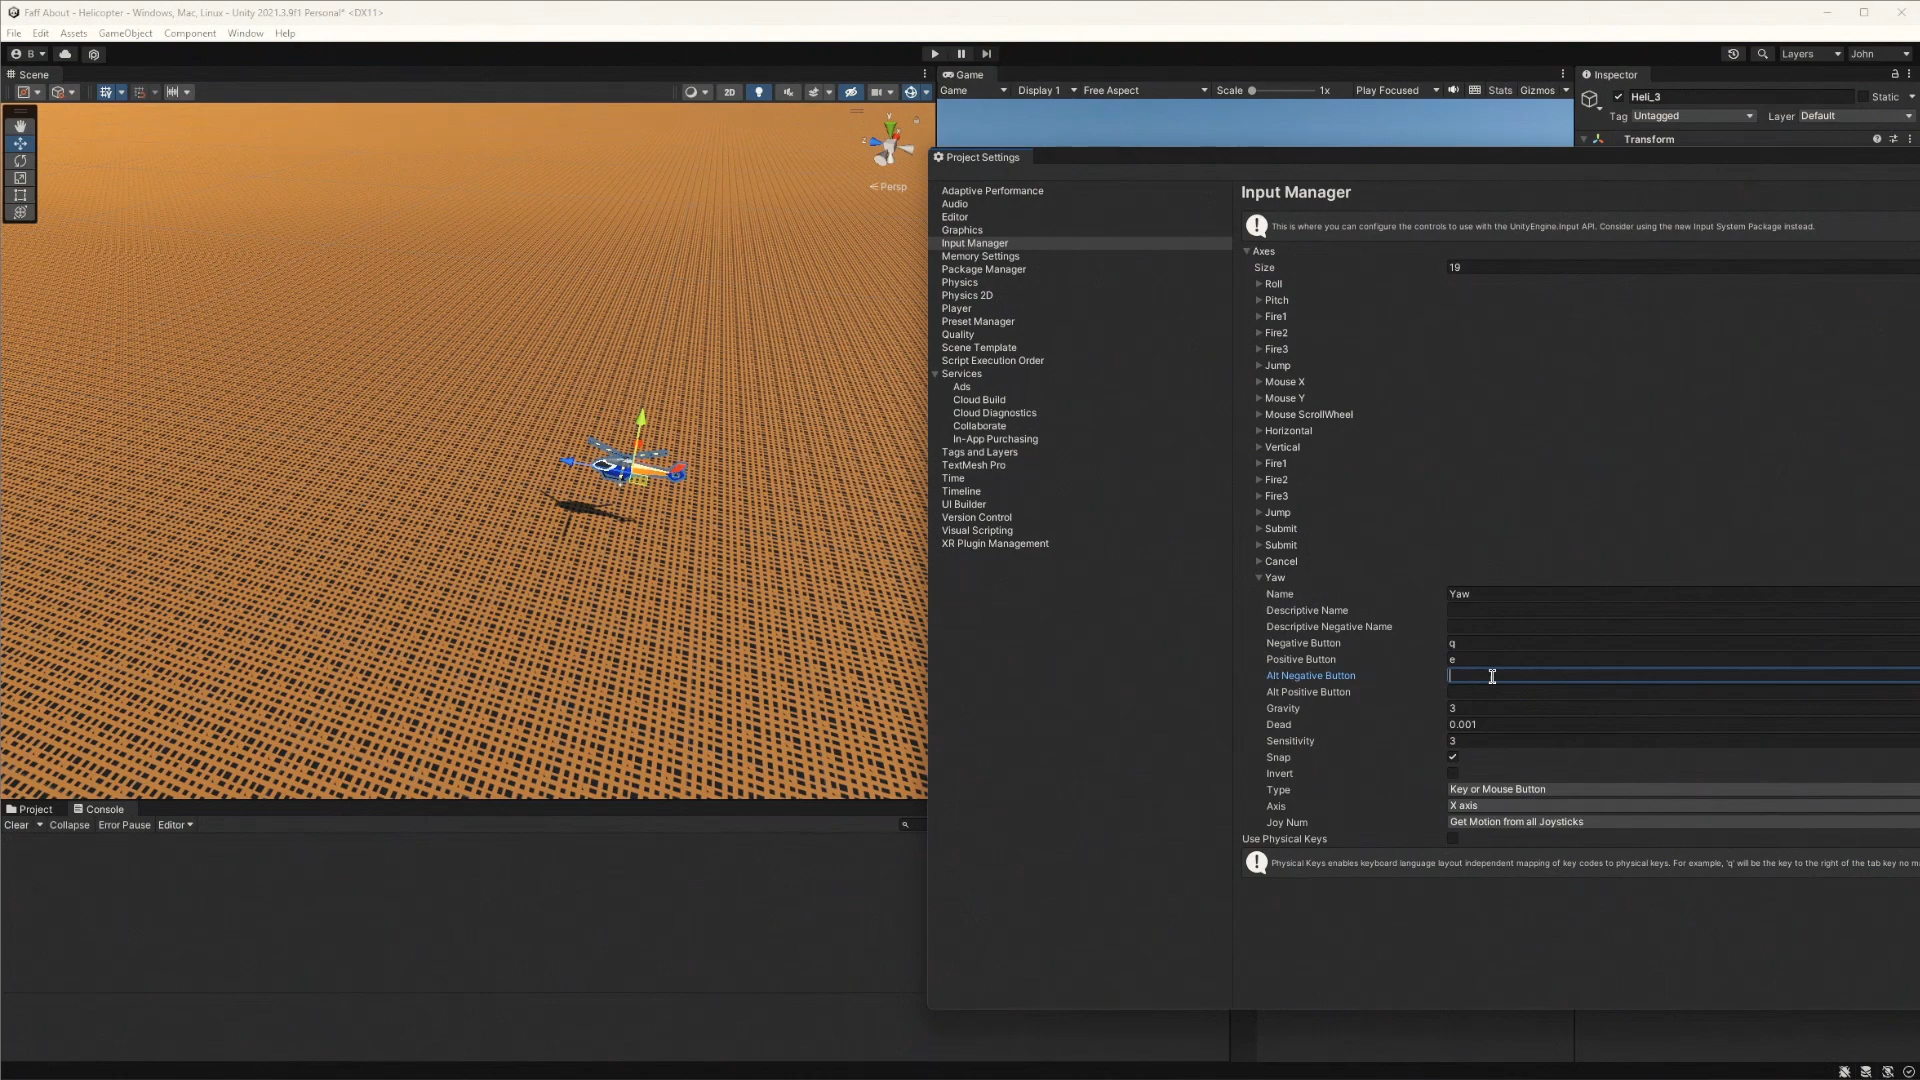 Faff About - Helicopter - Windows, Mac, Linux - Unity 2021.3.9f1 Personal* <DX11>
File Edit Assets GameObject Component Window Help
B Layers John
Scene
2D
y
x
z
Persp
Game
Game Display 1 Free Aspect Scale 1x Play Focused Stats Gizmos
Inspector
Heli_3 Static
Tag Untagged Layer Default
Transform
Project Settings
Adaptive Performance
Audio
Editor
Graphics
Input Manager
Memory Settings
Package Manager
Physics
Physics 2D
Player
Preset Manager
Quality
Scene Template
Script Execution Order
Services
Ads
Cloud Build
Cloud Diagnostics
Collaborate
In-App Purchasing
Tags and Layers
TextMesh Pro
Time
Timeline
UI Builder
Version Control
Visual Scripting
XR Plugin Management
Input Manager
This is where you can configure the controls to use with the UnityEngine.Input API. Consider using the new Input System Package instead.
Axes
Size 19
Roll
Pitch
Fire1
Fire2
Fire3
Jump
Mouse X
Mouse Y
Mouse ScrollWheel
Horizontal
Vertical
Fire1
Fire2
Fire3
Jump
Submit
Submit
Cancel
Yaw
Name Yaw
Descriptive Name
Descriptive Negative Name
Negative Button q
Positive Button e
Alt Negative Button
Alt Positive Button
Gravity 3
Dead 0.001
Sensitivity 3
Snap
Invert
Type Key or Mouse Button
Axis X axis
Joy Num Get Motion from all Joysticks
Use Physical Keys
Physical Keys enables keyboard language layout independent mapping of key codes to physical keys. For example, 'q' will be the key to the right of the tab key no m
Project Console
Clear Collapse Error Pause Editor